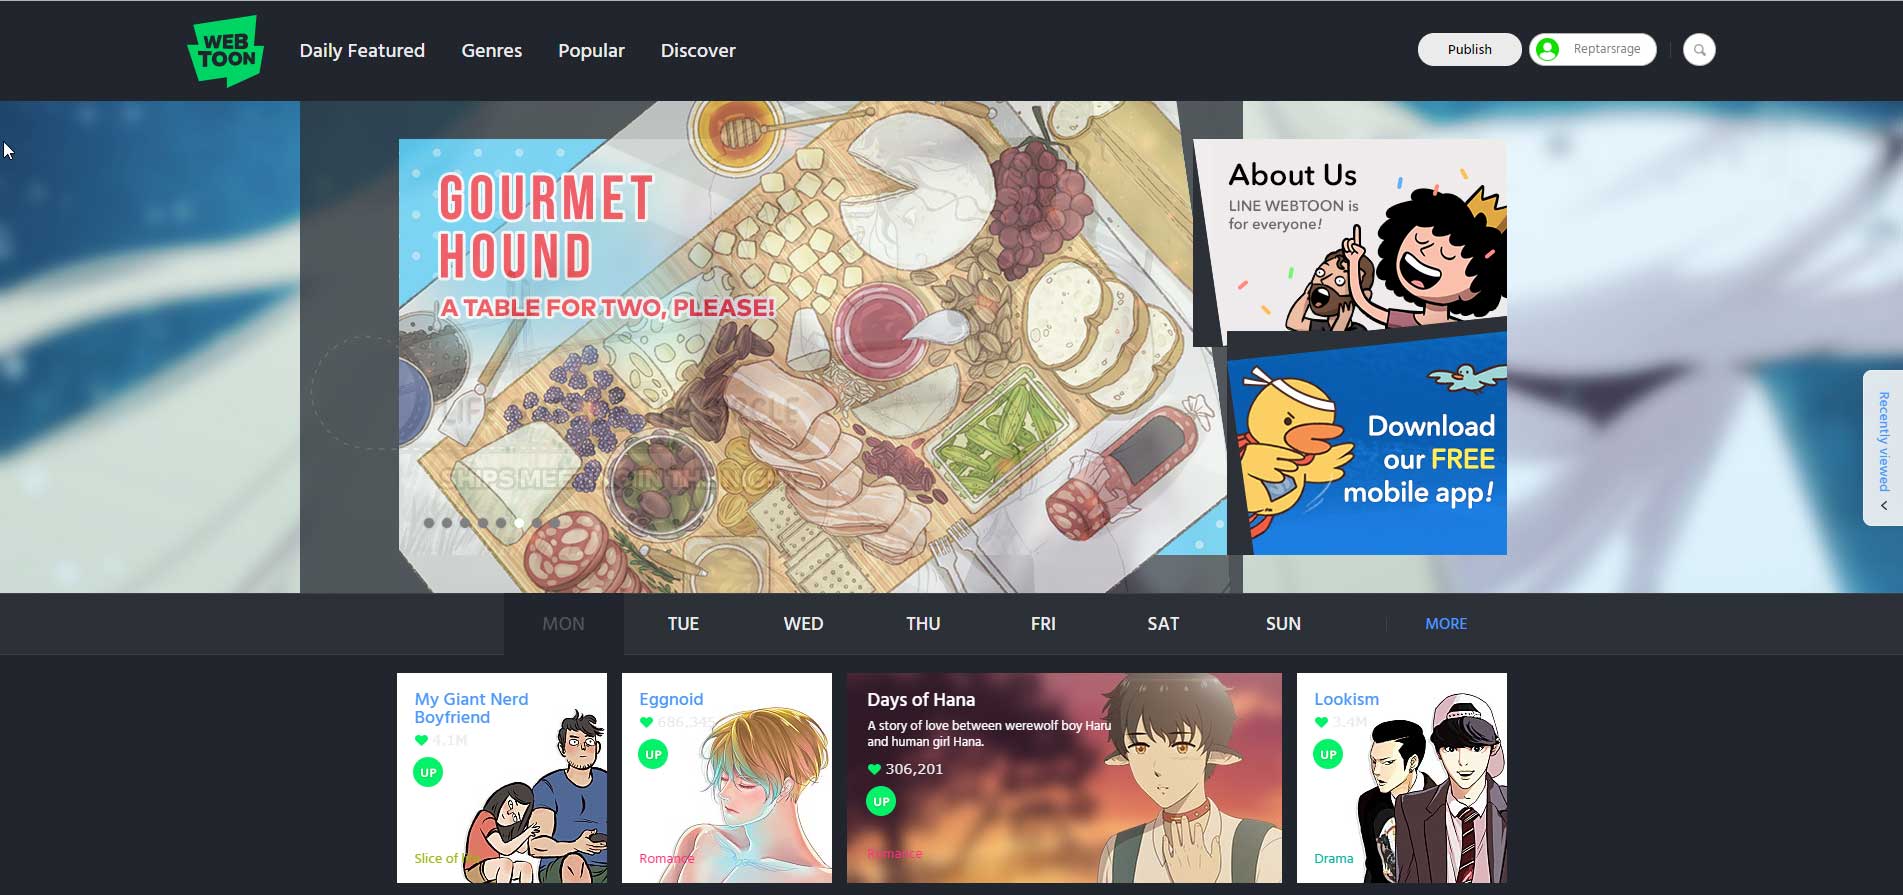 WEB
TOON
Daily Featured
Genres
Popular
Discover
Publish
Reptarsrage
GOURMET
HOUND
A TABLE FOR TWO, PLEASE!
About Us
LINE WEBTOON is
for everyone!
Download
our FREE
mobile app!
Recently viewed
MON
TUE
WED
THU
FRI
SAT
SUN
MORE
My Giant Nerd
Boyfriend
4.1M
UP
Slice of
Eggnoid
686,345
UP
Romance
Days of Hana
A story of love between werewolf boy Haru
and human girl Hana.
306,201
UP
Romance
Lookism
3.4M
UP
Drama